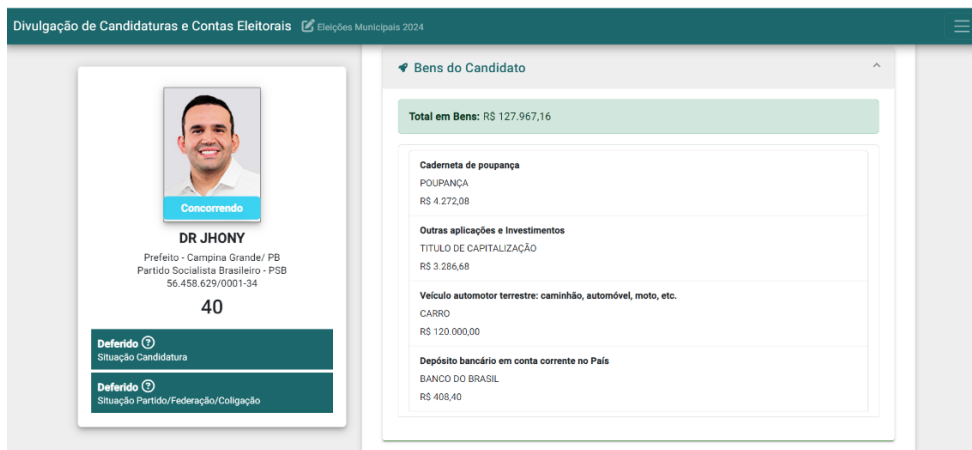 Divulgação de Candidaturas e Contas Eleitorais Eleições Municipais 2024
Concorrendo
DR JHONY
Prefeito - Campina Grande/ PB
Partido Socialista Brasileiro - PSB
56.458.629/0001-34
40
Deferido ?
Situação Candidatura
Deferido ?
Situação Partido/Federação/Coligação
Bens do Candidato
Total em Bens: R$ 127.967,16
Caderneta de poupança
POUPANÇA
R$ 4.272,08
Outras aplicações e Investimentos
TITULO DE CAPITALIZAÇÃO
R$ 3.286,68
Veículo automotor terrestre: caminhão, automóvel, moto, etc.
CARRO
R$ 120.000,00
Depósito bancário em conta corrente no País
BANCO DO BRASIL
R$ 408,40